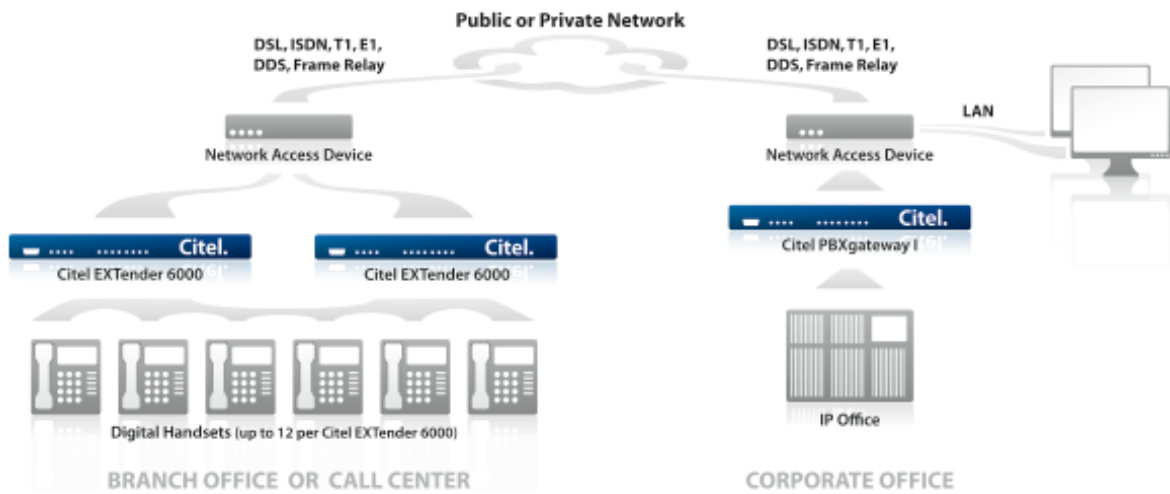 Public or Private Network
DSL, ISDN, T1, E1,
DDS, Frame Relay
DSL, ISDN, T1, E1,
DDS, Frame Relay
LAN
Network Access Device
Network Access Device
Citel.
Citel PBXgateway I
Citel.
Citel.
Citel EXTender 6000
Citel EXTender 6000
IP Office
Digital Handsets (up to 12 per Citel EXTender 6000)
BRANCH OFFICE OR CALL CENTER
CORPORATE OFFICE